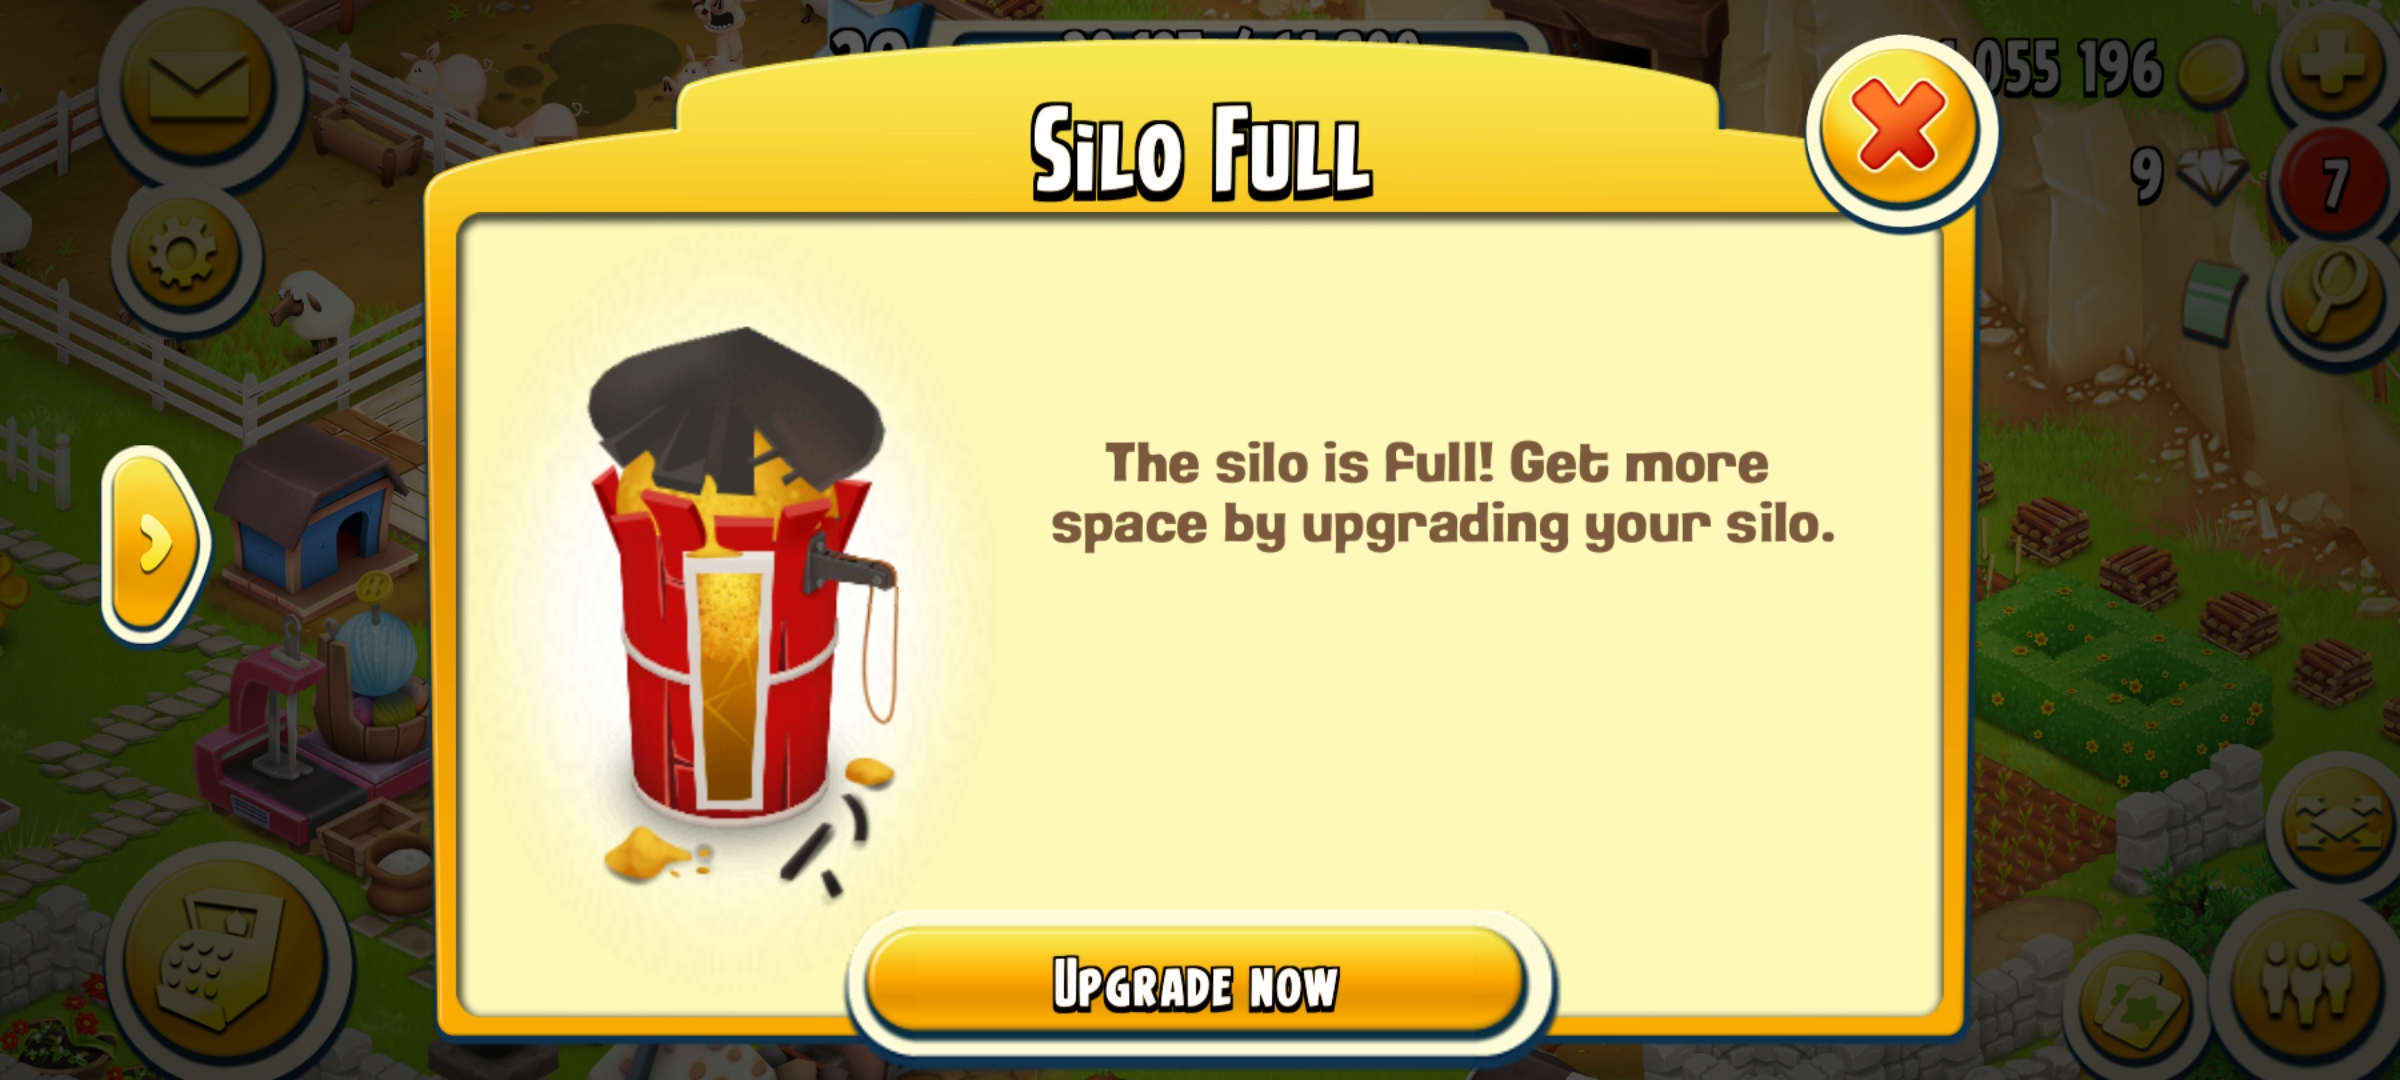 Silo Full
055 196
9
7
The silo is full! Get more
space by upgrading your silo.
Upgrade now